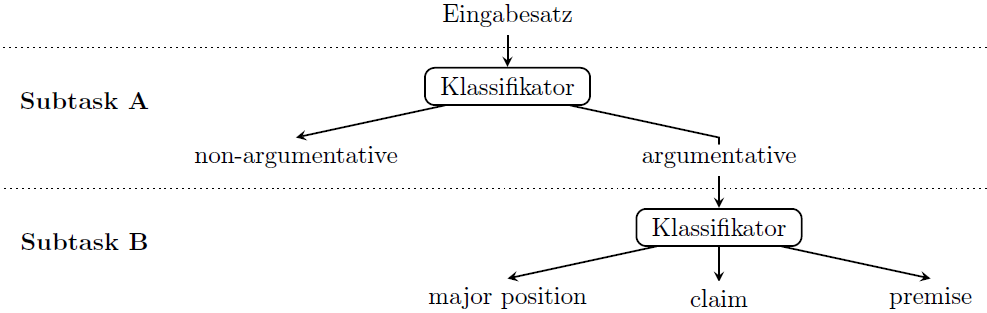 Eingabesatz
Klassifikator
Subtask A
non-argumentative argumentative
Klassifikator
Subtask B
major position claim premise